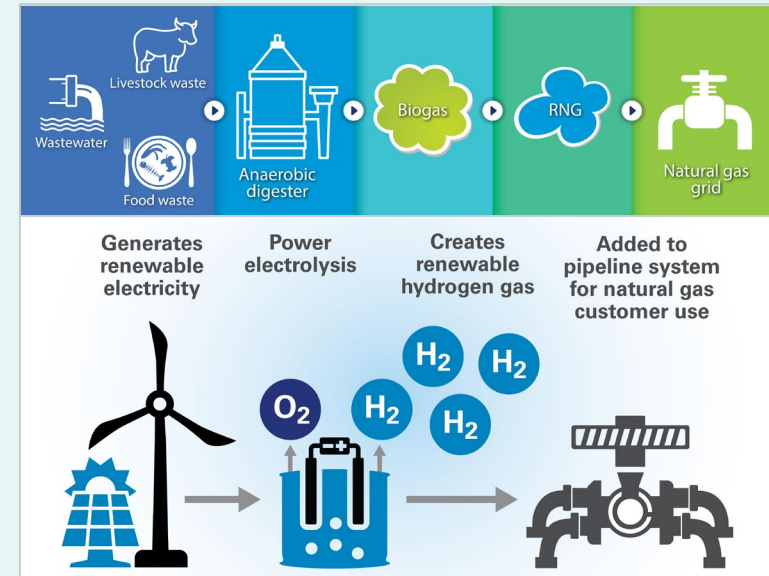 Livestock waste
Wastewater
Food waste
Anaerobic
digester
Biogas
RNG
Natural gas
grid
Generates
renewable
electricity
Power
electrolysis
Creates
renewable
hydrogen gas
Added to
pipeline system
for natural gas
customer use
H2
H2
O2
H2
H2